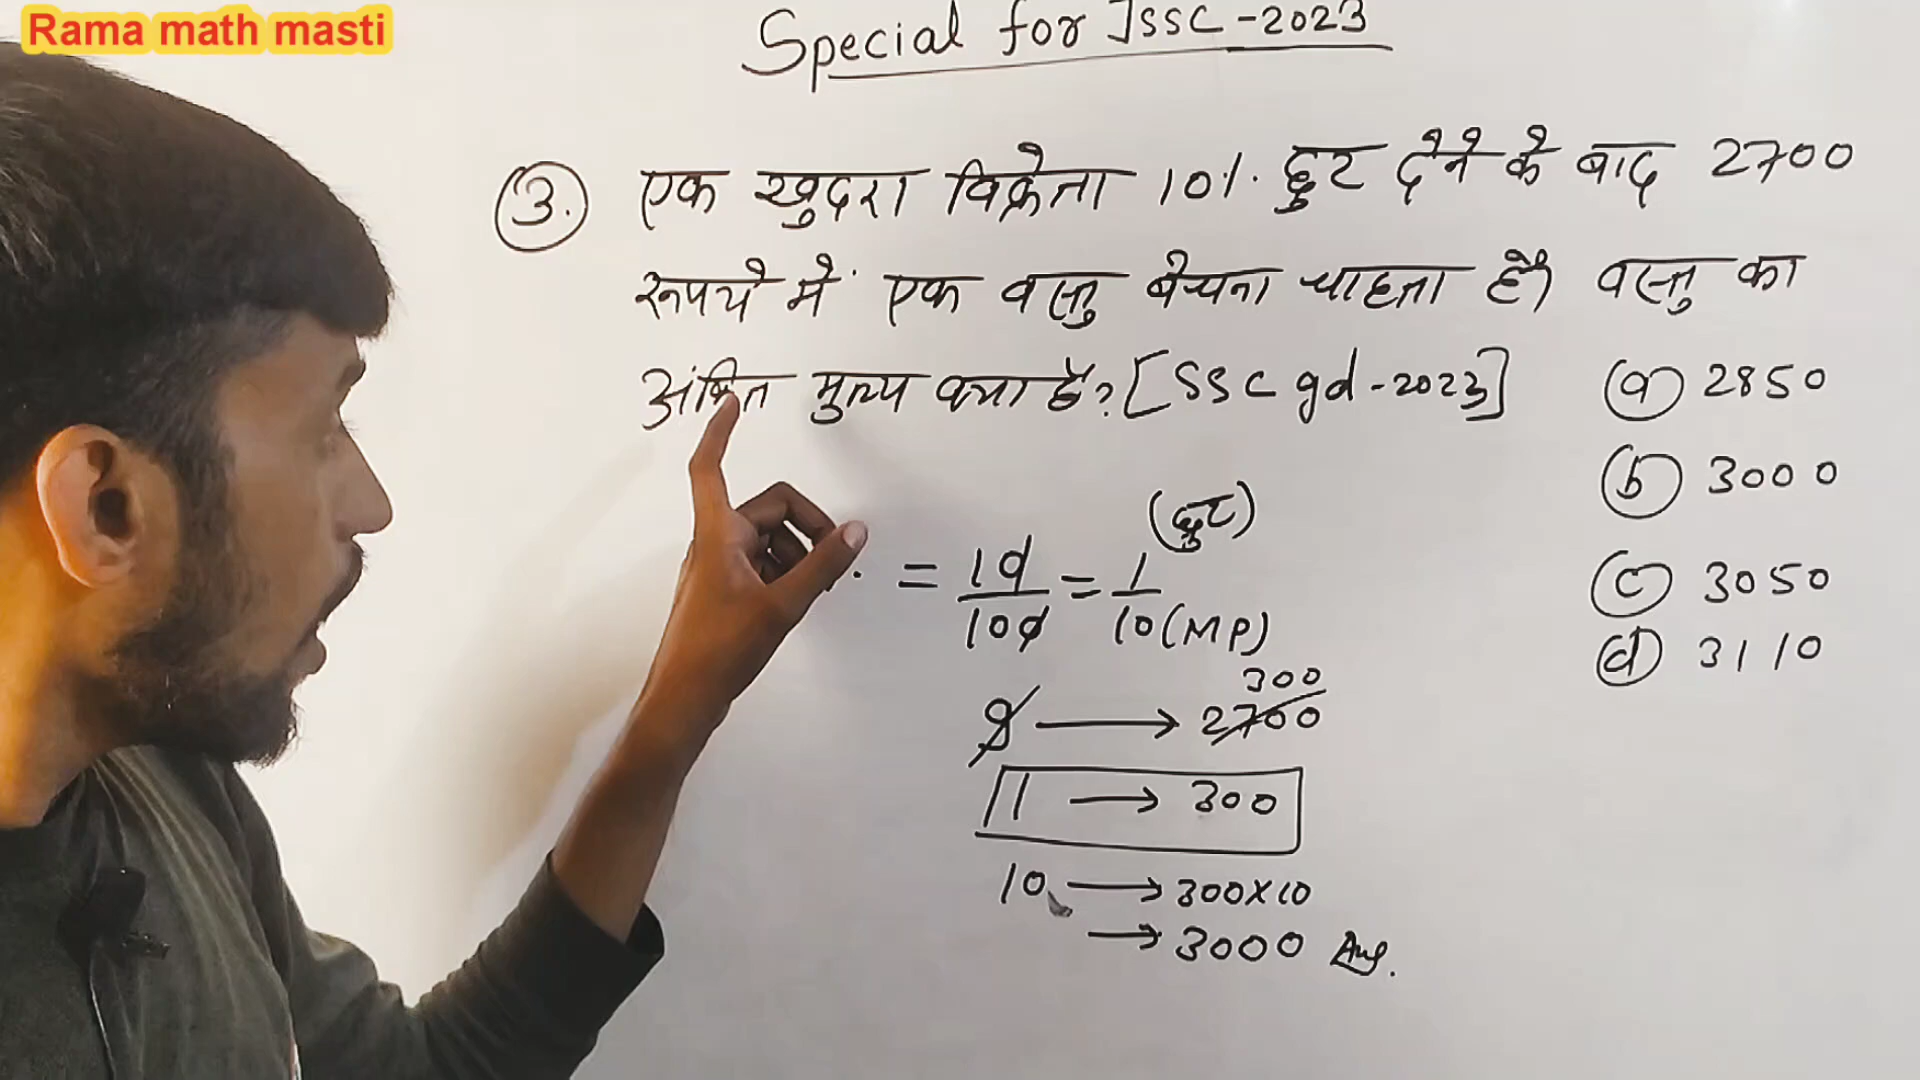 Rama math masti
Special for JSSC-2023
3. एक खुदरा विक्रेता 10%. छुट देने के बाद 2700
रूपये में एक वस्तु बेचना चाहता है। वस्तु का
अंकित मुल्य क्या है? [SSC gd-2023]
(a) 2850
(b) 3000
(c) 3050
(d) 3110
(छुट)
= 10/100 = 1/10 (MP)
300
9 → 2700
1 → 300
10 → 300×10
→ 3000 Ans.